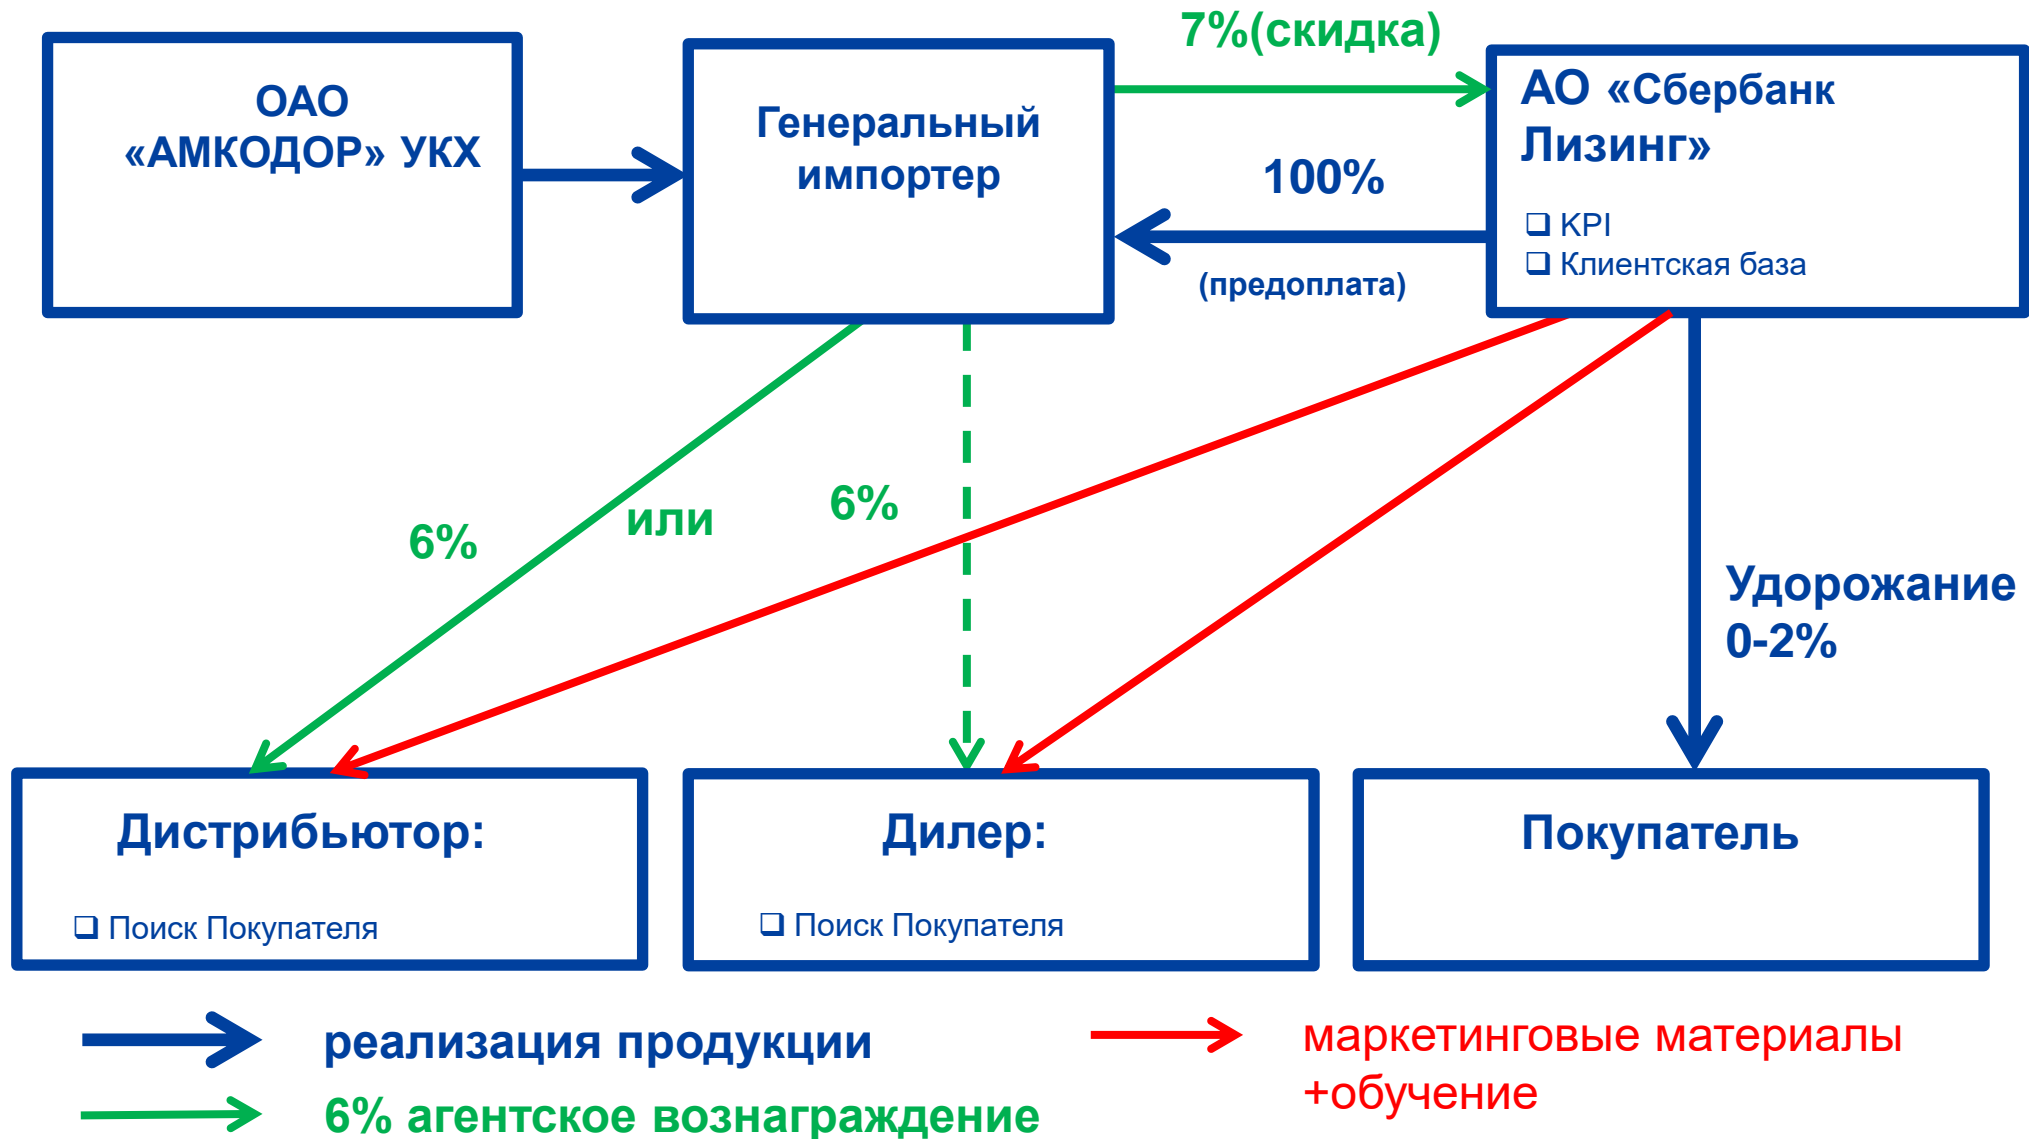 7%(скидка)
ОАО
«АМКОДОР» УКХ
Генеральный
импортер
АО «Сбербанк
Лизинг»
100%
❑ KPI
❑ Клиентская база
(предоплата)
6%
или
6%
Удорожание
0-2%
Дистрибьютор:
❑ Поиск Покупателя
Дилер:
❑ Поиск Покупателя
Покупатель
реализация продукции
6% агентское вознаграждение
маркетинговые материалы
+обучение